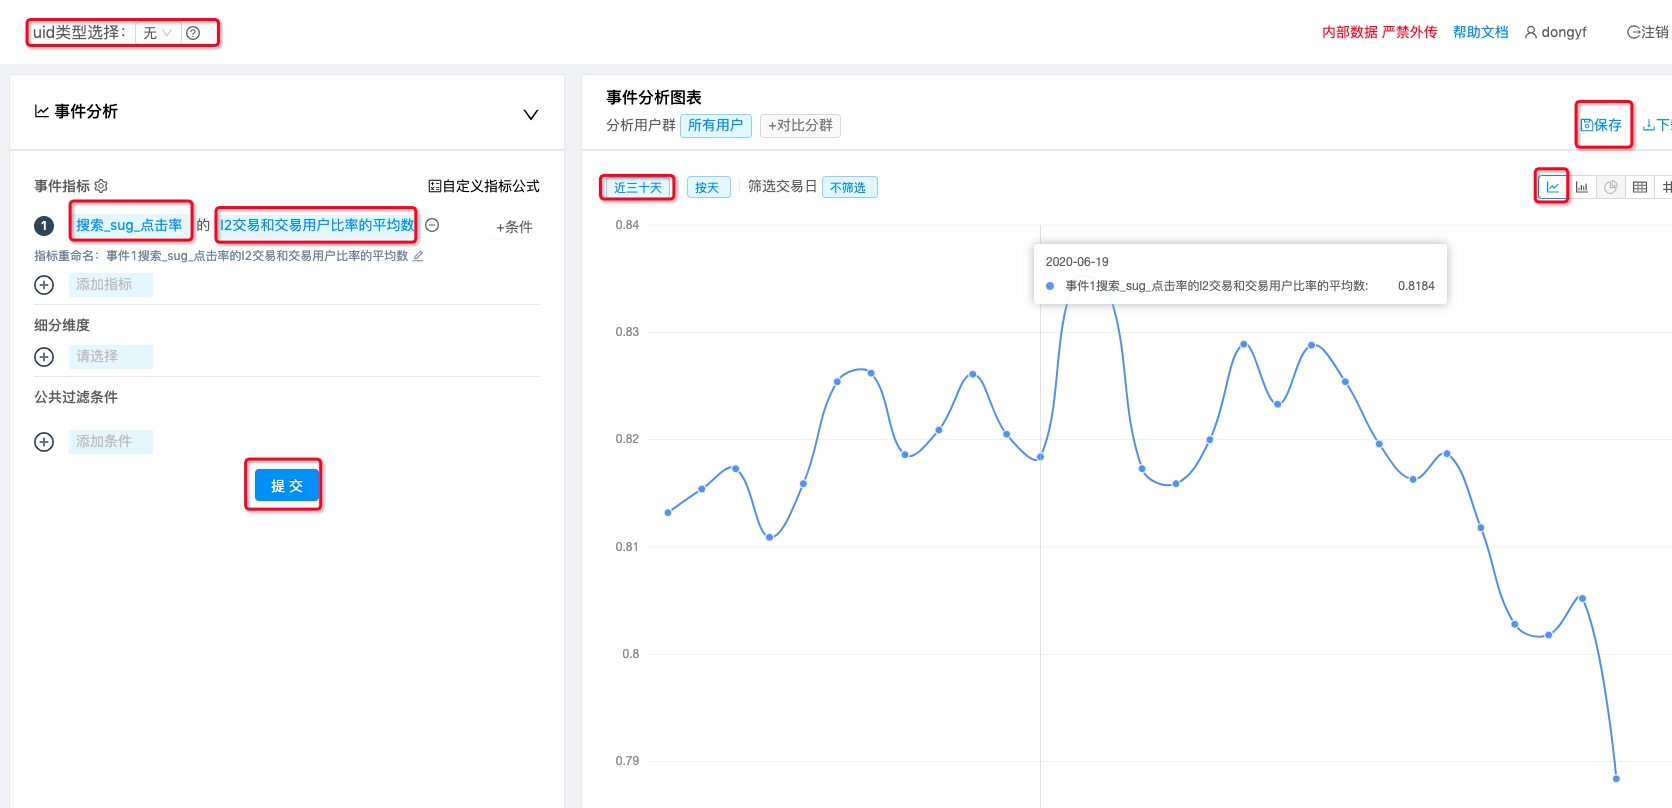 uid类型选择： 无
内部数据 严禁外传 帮助文档 dongyf 注销
事件分析
事件指标
自定义指标公式
1 搜索_sug_点击率 的 l2交易和交易用户比率的平均数 +条件
指标重命名：事件1搜索_sug_点击率的l2交易和交易用户比率的平均数
添加指标
细分维度
请选择
公共过滤条件
添加条件
提 交
事件分析图表
分析用户群 所有用户 +对比分群
保存 下
近三十天 按天 筛选交易日 不筛选
0.84
2020-06-19
事件1搜索_sug_点击率的l2交易和交易用户比率的平均数: 0.8184
0.83
0.82
0.81
0.8
0.79